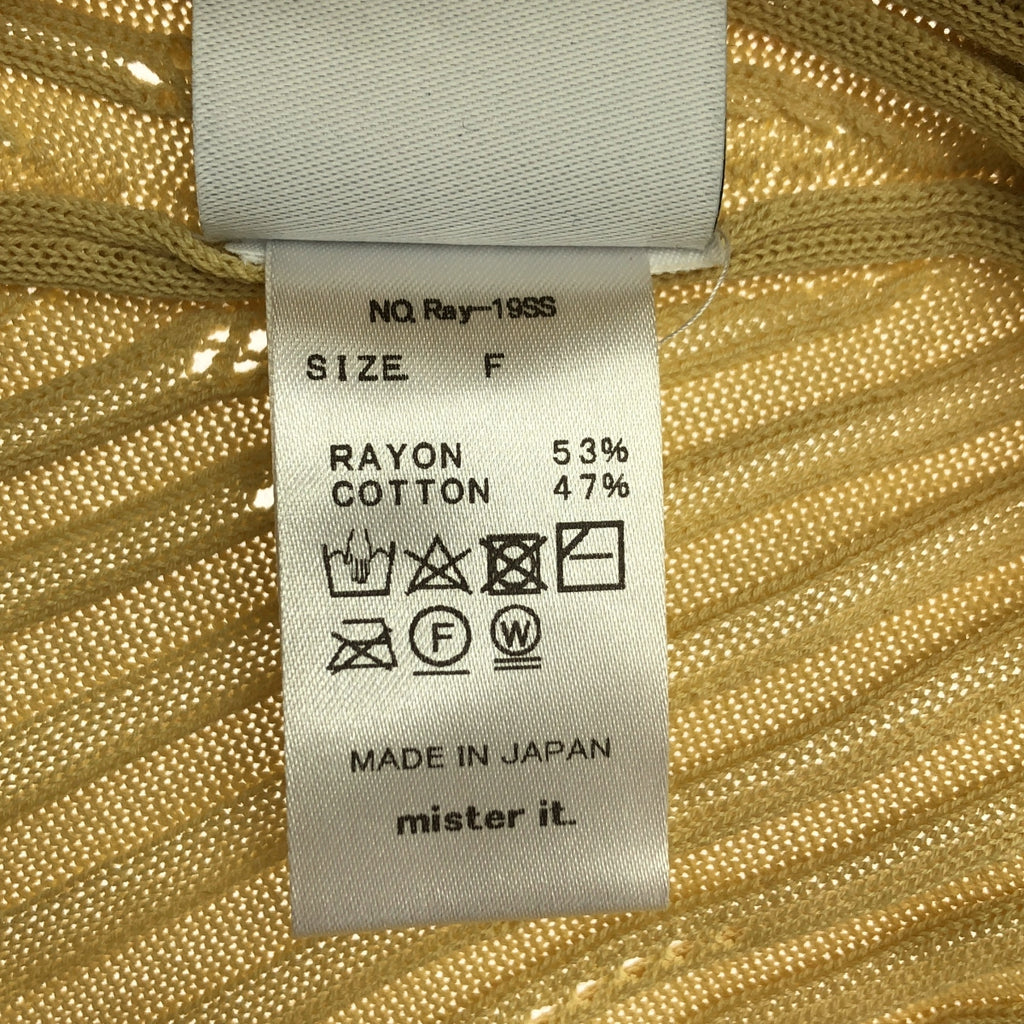 NO. Ray-19SS
SIZE. F
RAYON 53%
COTTON 47%
F W
MADE IN JAPAN
mister it.